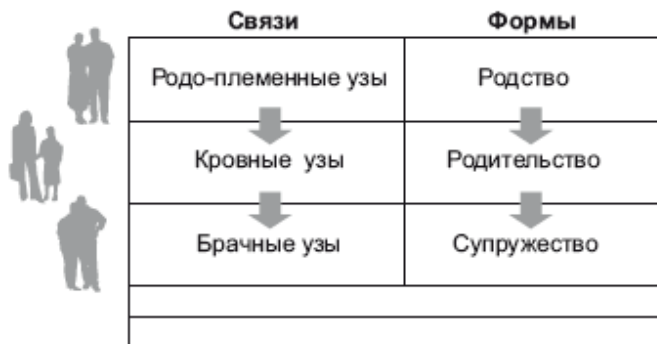 Связи Формы
Родо-племенные узы Родство
Кровные узы Родительство
Брачные узы Супружество